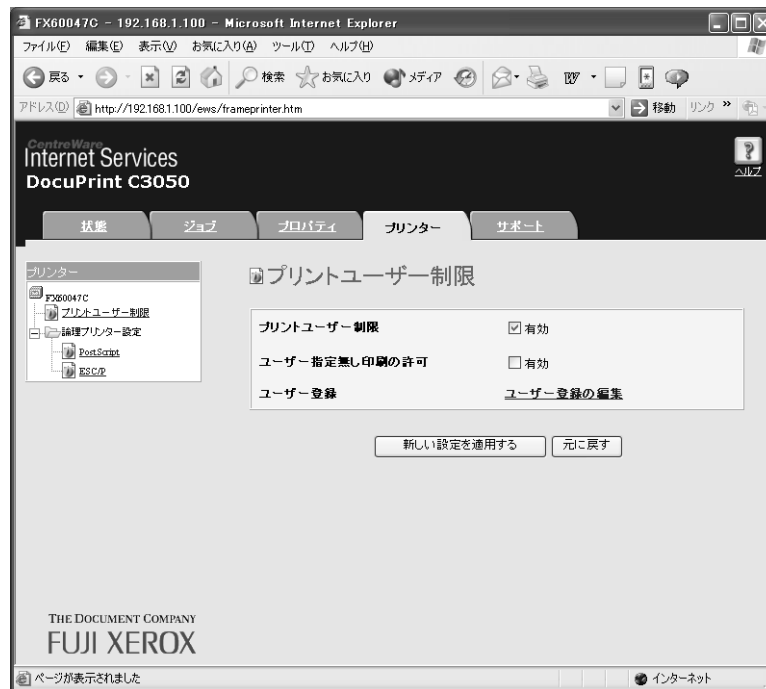 FX60047C - 192.168.1.100 - Microsoft Internet Explorer
ファイル(F) 編集(E) 表示(V) お気に入り(A) ツール(T) ヘルプ(H)
戻る 検索 お気に入り メディア
アドレス(D) http://192.168.1.100/ews/frameprinter.htm 移動 リンク »
CentreWare
Internet Services
DocuPrint C3050
ヘルプ
状態 ジョブ プロパティ プリンター サポート
プリンター
FX60047C
プリントユーザー制限
論理プリンター設定
PostScript
ESC/P
プリントユーザー制限
プリントユーザー制限 有効
ユーザー指定無し印刷の許可 有効
ユーザー登録 ユーザー登録の編集
新しい設定を適用する 元に戻す
THE DOCUMENT COMPANY
FUJI XEROX
ページが表示されました インターネット